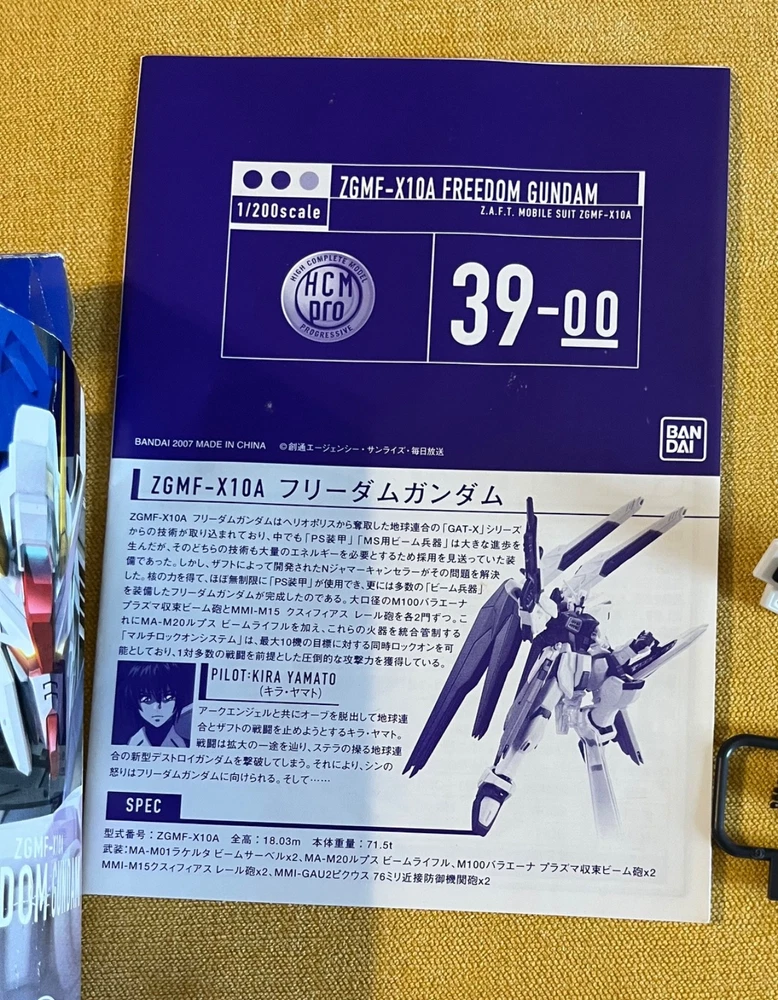 ZGMF-X10A FREEDOM GUNDAM
Z.A.F.T. MOBILE SUIT ZGMF-X10A
1/200scale
HIGH COMPLETE MODEL
HCM
pro
PROGRESSIVE
39-00
BANDAI 2007 MADE IN CHINA ©創通エージェンシー・サンライズ・毎日放送
BAN
DAI
ZGMF-X10A フリーダムガンダム
ZGMF-X10A フリーダムガンダムはヘリオポリスから奪取した地球連合の「GAT-X」シリーズ
からの技術が取り込まれており、中でも「PS装甲」「MS用ビーム兵器」は大きな進歩を
生んだが、そのどちらの技術も大量のエネルギーを必要とするため採用を見送っていた装
備であった。しかし、ザフトによって開発されたNジャマーキャンセラーがその問題を解決
した。核の力を得て、ほぼ無制限に「PS装甲」が使用でき、更には多数の「ビーム兵器」
を装備したフリーダムガンダムが完成したのである。大口径のM100バラエーナ
プラズマ収束ビーム砲とMMI-M15 クスィフィアス レール砲を各2門ずつ。こ
れにMA-M20ルプス ビームライフルを加え、これらの火器を統合管制する
「マルチロックオンシステム」は、最大10機の目標に対する同時ロックオンを可
能としており、1対多数の戦闘を前提とした圧倒的な攻撃力を獲得している。
PILOT:KIRA YAMATO
(キラ・ヤマト)
アークエンジェルと共にオーブを脱出して地球連
合とザフトの戦闘を止めようとするキラ・ヤマト。
戦闘は拡大の一途を辿り、ステラの操る地球連
合の新型デストロイガンダムを撃破してしまう。それにより、シンの
怒りはフリーダムガンダムに向けられる。そして……
SPEC
型式番号：ZGMF-X10A 全高：18.03m 本体重量：71.5t
武装：MA-M01ラケルタ ビームサーベルx2、MA-M20ルプス ビームライフル、M100バラエーナ プラズマ収束ビーム砲x2
MMI-M15クスィフィアス レール砲x2、MMI-GAU2ピクウス 76ミリ近接防御機関砲x2
ZGMF-X10A
DOM GUNDAM